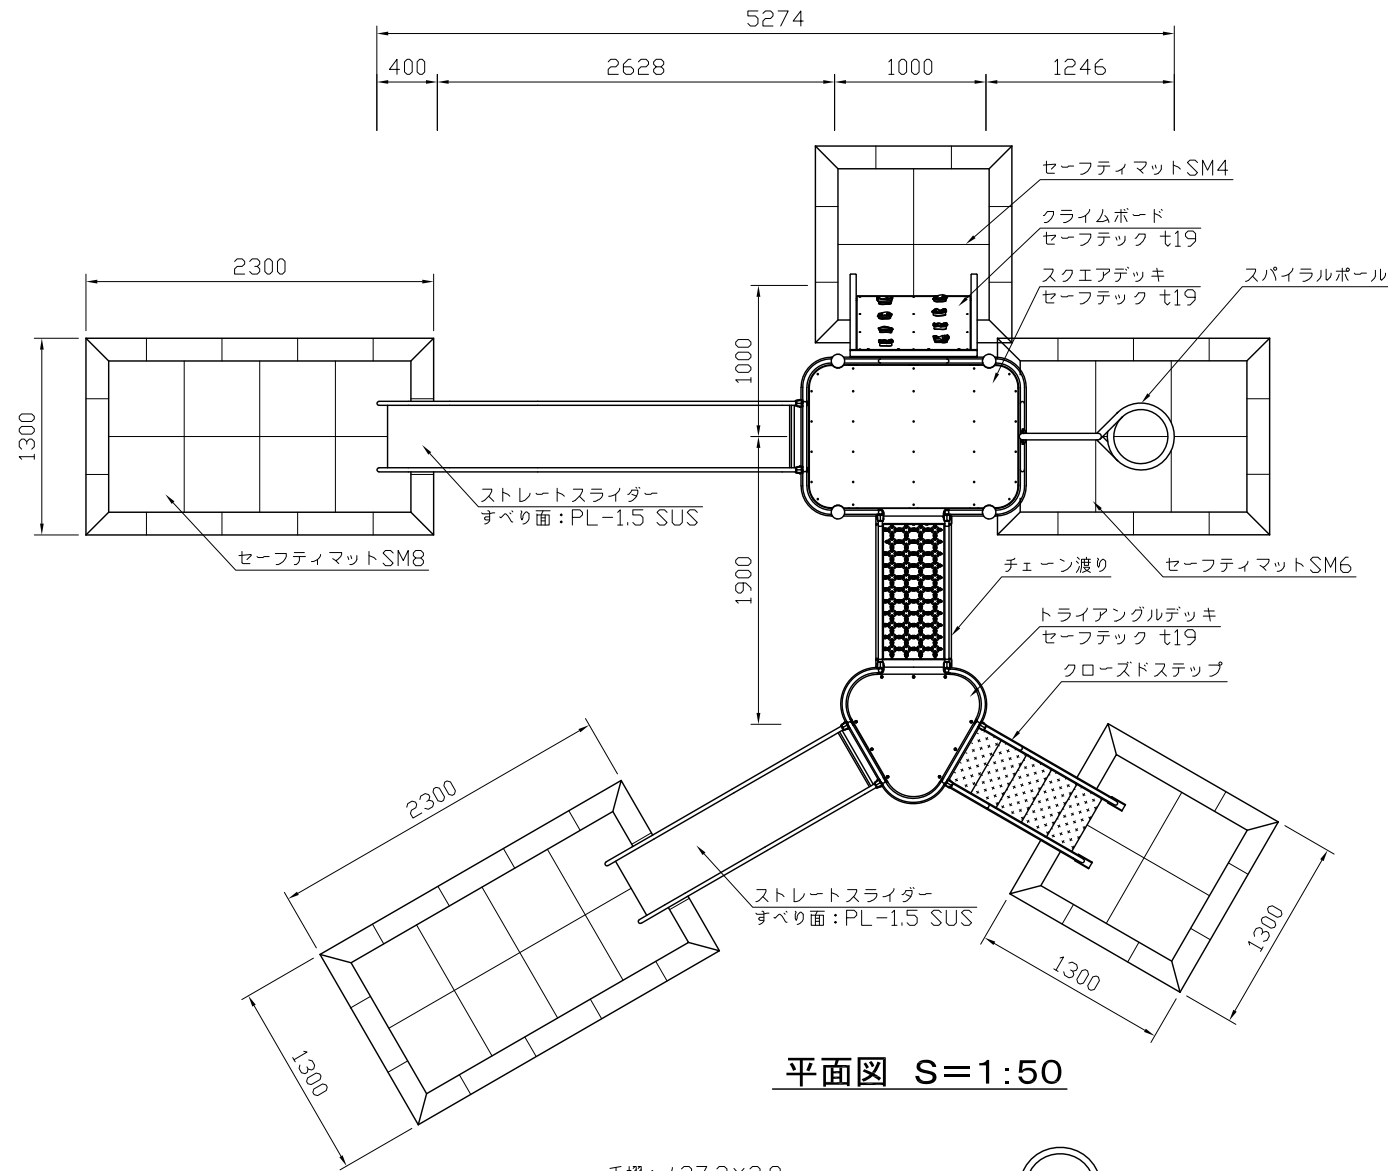 5274
400
2628
1000
1246
セーフティマットSM4
クライムボード
セーフテック t19
スクエアデッキ
セーフテック t19
スパイラルポール
2300
1300
1000
ストレートスライダー
すべり面：PL-1.5 SUS
セーフティマットSM8
1900
チェーン渡り
セーフティマットSM6
トライアングルデッキ
セーフテック t19
クローズドステップ
2300
ストレートスライダー
すべり面：PL-1.5 SUS
1300
1300
1300
平面図 S=1:50